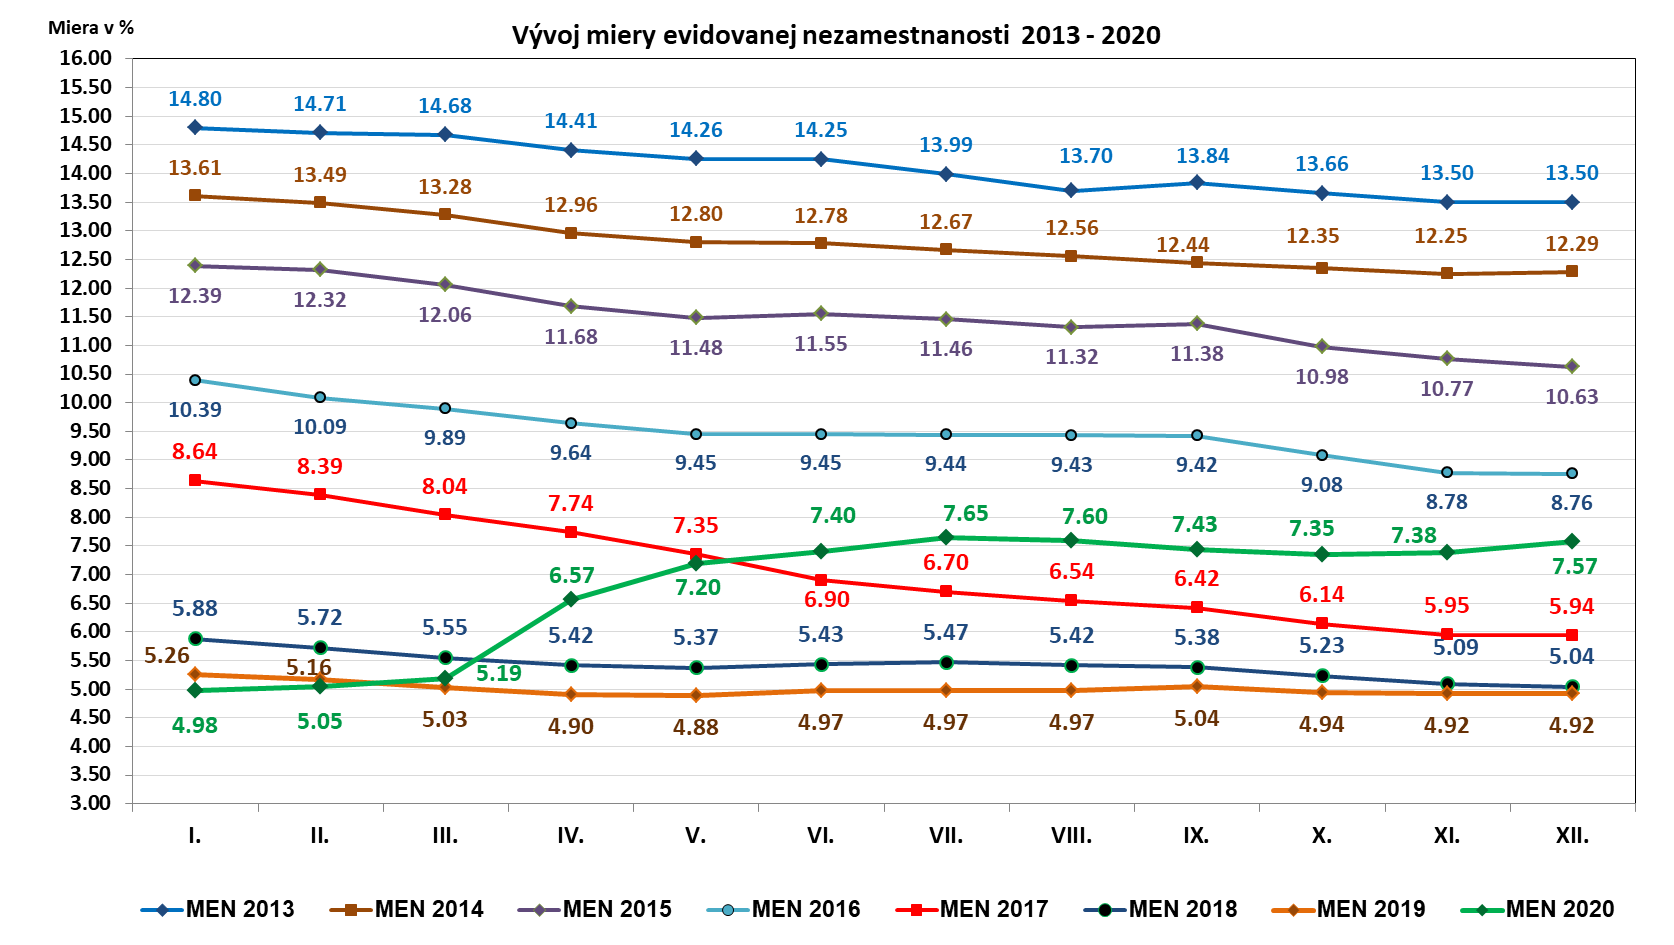 Miera v %
Vývoj miery evidovanej nezamestnanosti 2013 - 2020
16.00
15.50
15.00
14.50
14.00
13.50
13.00
12.50
12.00
11.50
11.00
10.50
10.00
9.50
9.00
8.50
8.00
7.50
7.00
6.50
6.00
5.50
5.00
4.50
4.00
3.50
3.00
14.80 14.71 14.68 14.41 14.26 14.25 13.99 13.70 13.84 13.66 13.50 13.50
13.61 13.49 13.28 12.96 12.80 12.78 12.67 12.56 12.44 12.35 12.25 12.29
12.39 12.32 12.06 11.68 11.48 11.55 11.46 11.32 11.38 10.98 10.77 10.63
10.39 10.09 9.89 9.64 9.45 9.45 9.44 9.43 9.42 9.08 8.78 8.76
8.64 8.39 8.04 7.74 7.35 6.90 6.70 6.54 6.42 6.14 5.95 5.94
5.88 5.72 5.55 5.42 5.37 5.43 5.47 5.42 5.38 5.23 5.09 5.04
5.26 5.16 5.03 4.90 4.88 4.97 4.97 4.97 5.04 4.94 4.92 4.92
4.98 5.05 5.19 6.57 7.20 7.40 7.65 7.60 7.43 7.35 7.38 7.57
I. II. III. IV. V. VI. VII. VIII. IX. X. XI. XII.
MEN 2013 MEN 2014 MEN 2015 MEN 2016 MEN 2017 MEN 2018 MEN 2019 MEN 2020